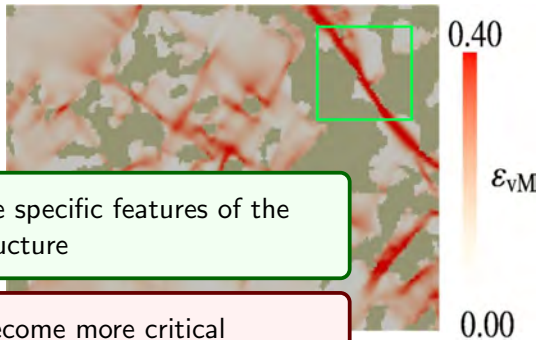 0.40
εvM
e specific features of the
ucture
ecome more critical
0.00